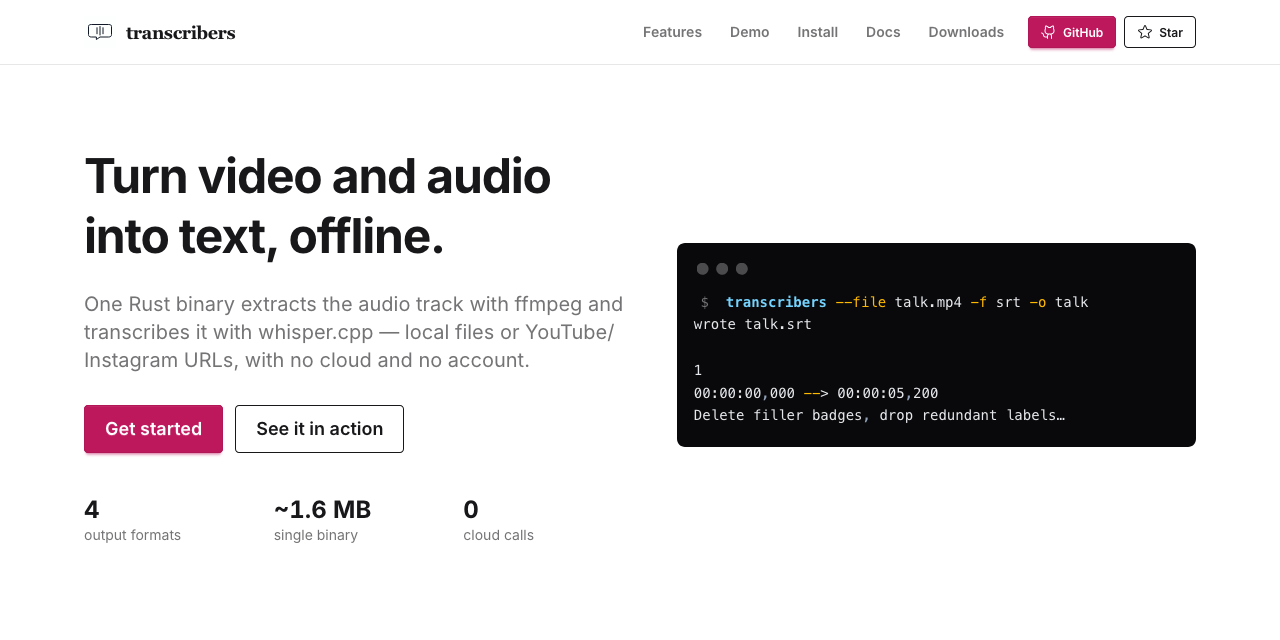 transcribers
Features
Demo
Install
Docs
Downloads
GitHub
Star
Turn video and audio
into text, offline.
One Rust binary extracts the audio track with ffmpeg and
transcribes it with whisper.cpp — local files or YouTube/
Instagram URLs, with no cloud and no account.
Get started
See it in action
4
output formats
~1.6 MB
single binary
0
cloud calls
$ transcribers --file talk.mp4 -f srt -o talk
wrote talk.srt
1
00:00:00,000 --> 00:00:05,200
Delete filler badges, drop redundant labels…